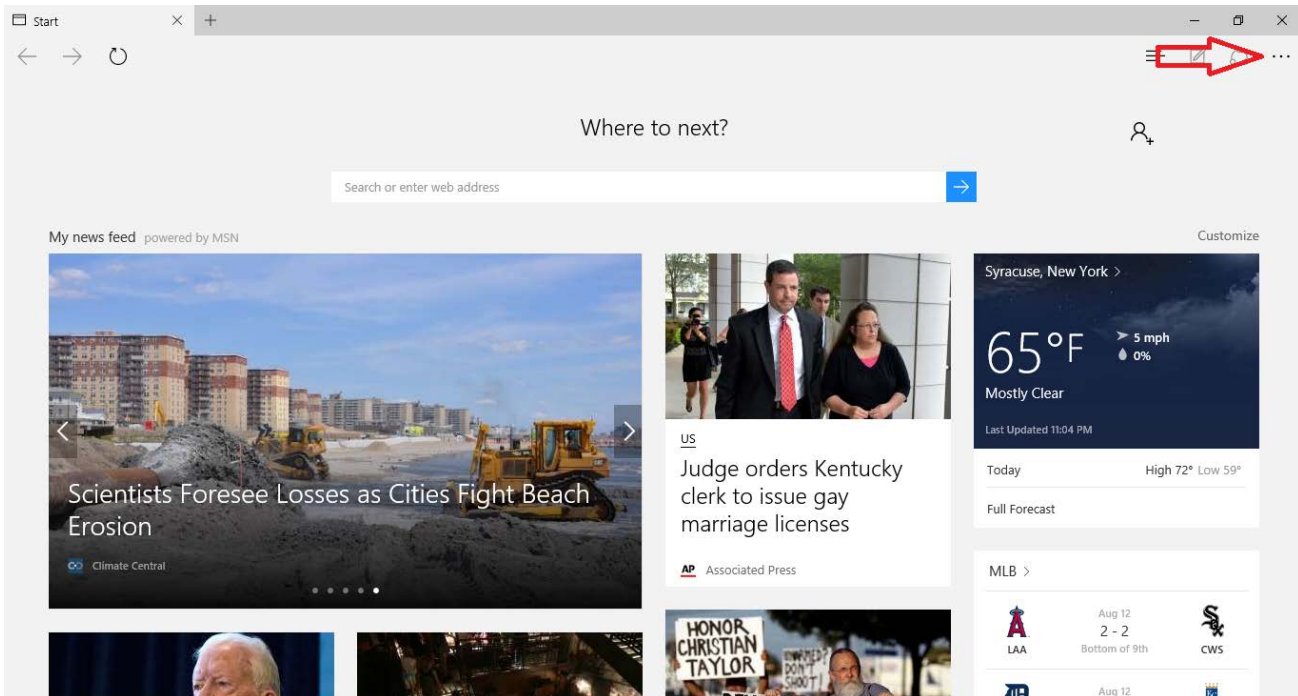 Start
Where to next?
Search or enter web address
My news feed powered by MSN
Customize
Scientists Foresee Losses as Cities Fight Beach
Erosion
Climate Central
US
Judge orders Kentucky
clerk to issue gay
marriage licenses
AP Associated Press
Syracuse, New York >
65°F
5 mph
0%
Mostly Clear
Last Updated 11:04 PM
Today High 72° Low 59°
Full Forecast
MLB >
Aug 12
2 - 2
Bottom of 9th
LAA
CWS
Aug 12
HONOR
CHRISTIAN
TAYLOR
UNARMED?
DON'T
SHOOT!